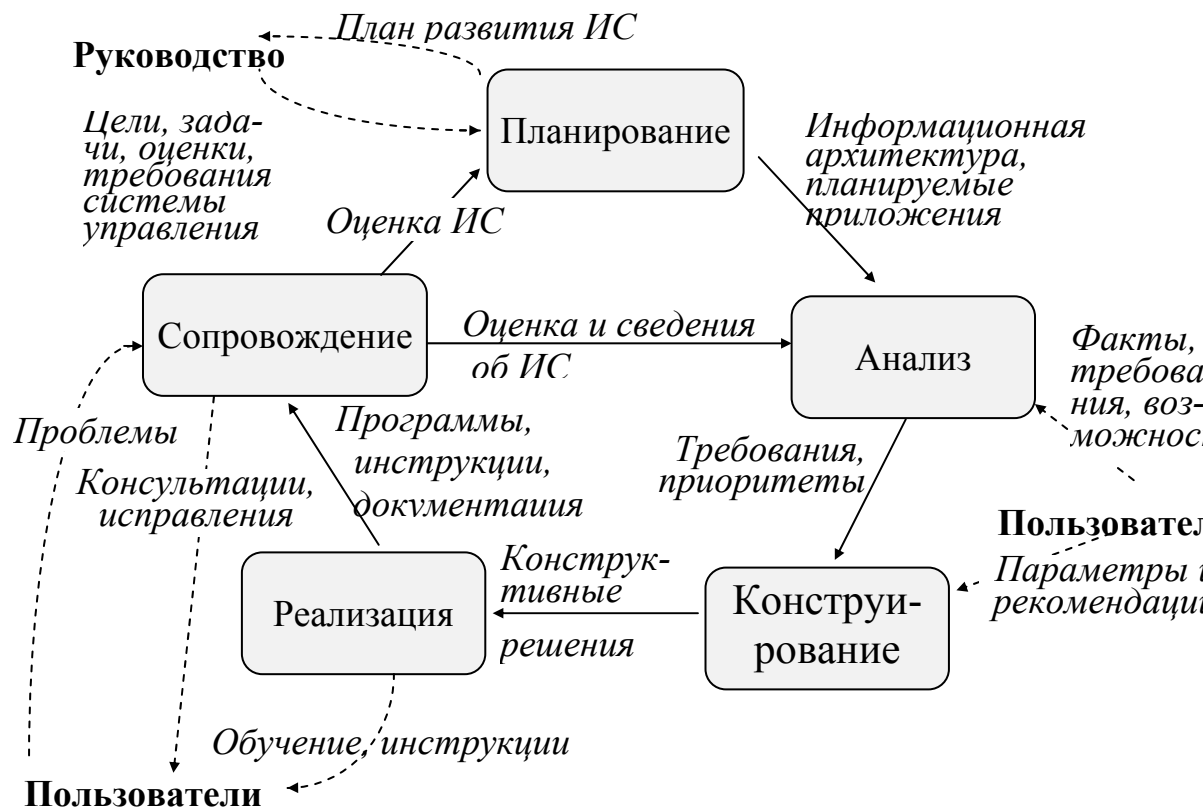 План развития ИС
Руководство
Цели, зада-
чи, оценки,
требования
системы
управления
Планирование
Информационная
архитектура,
планируемые
приложения
Оценка ИС
Сопровождение
Оценка и сведения
об ИС
Анализ
Факты,
требова
ния, воз-
можнос
Проблемы
Программы,
инструкции,
документация
Требования,
приоритеты
Консультации,
исправления
Пользовател
Параметры
рекомендаци
Реализация
Конструк-
тивные
решения
Конструи-
рование
Обучение, инструкции
Пользователи